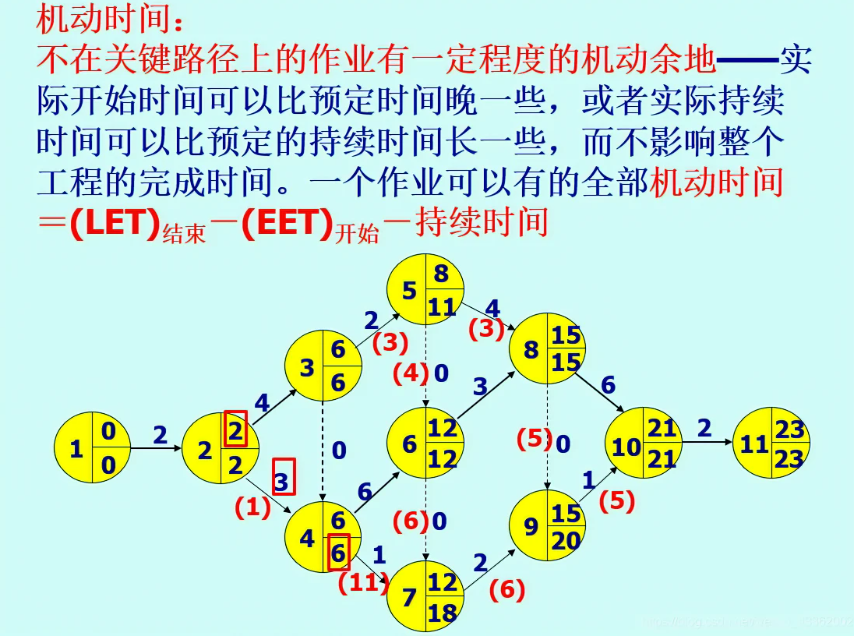 机动时间：
不在关键路径上的作业有一定程度的机动余地——实
际开始时间可以比预定时间晚一些，或者实际持续
时间可以比预定的持续时间长一些，而不影响整个
工程的完成时间。一个作业可以有的全部机动时间
＝(LET)结束－(EET)开始－持续时间
5 8 11
2 (3)
4 (3)
3 6 6
(4) 0
8 15 15
4
3
6
1 0 0
2
2 2 2
0
6 12 12
(5) 0
10 21 21
2
11 23 23
3
(1)
6
1
(5)
4 6 6
(6) 0
9 15 20
1
(11)
2
(6)
7 12 18